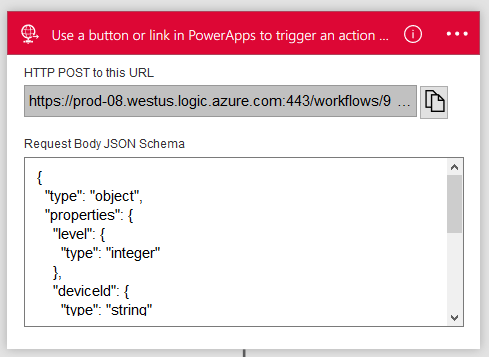 Use a button or link in PowerApps to trigger an action ...
HTTP POST to this URL
https://prod-08.westus.logic.azure.com:443/workflows/9 ...
Request Body JSON Schema
{
"type": "object",
"properties": {
"level": {
"type": "integer"
},
"deviceId": {
"type": "string"